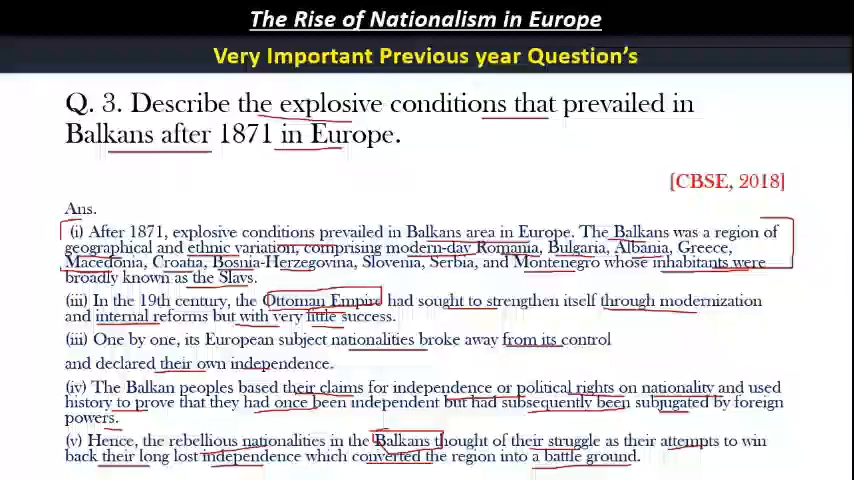 The Rise of Nationalism in Europe
Very Important Previous year Question's
Q. 3. Describe the explosive conditions that prevailed in
Balkans after 1871 in Europe.
[CBSE, 2018]
Ans.
(i) After 1871, explosive conditions prevailed in Balkans area in Europe. The Balkans was a region of
geographical and ethnic variation, comprising modern-day Romania, Bulgaria, Albania, Greece,
Macedonia, Croatia, Bosnia-Herzegovina, Slovenia, Serbia, and Montenegro whose inhabitants were
broadly known as the Slavs.
(iii) In the 19th century, the Ottoman Empire had sought to strengthen itself through modernization
and internal reforms but with very little success.
(iii) One by one, its European subject nationalities broke away from its control
and declared their own independence.
(iv) The Balkan peoples based their claims for independence or political rights on nationality and used
history to prove that they had once been independent but had subsequently been subjugated by foreign
powers.
(v) Hence, the rebellious nationalities in the Balkans thought of their struggle as their attempts to win
back their long lost independence which converted the region into a battle ground.